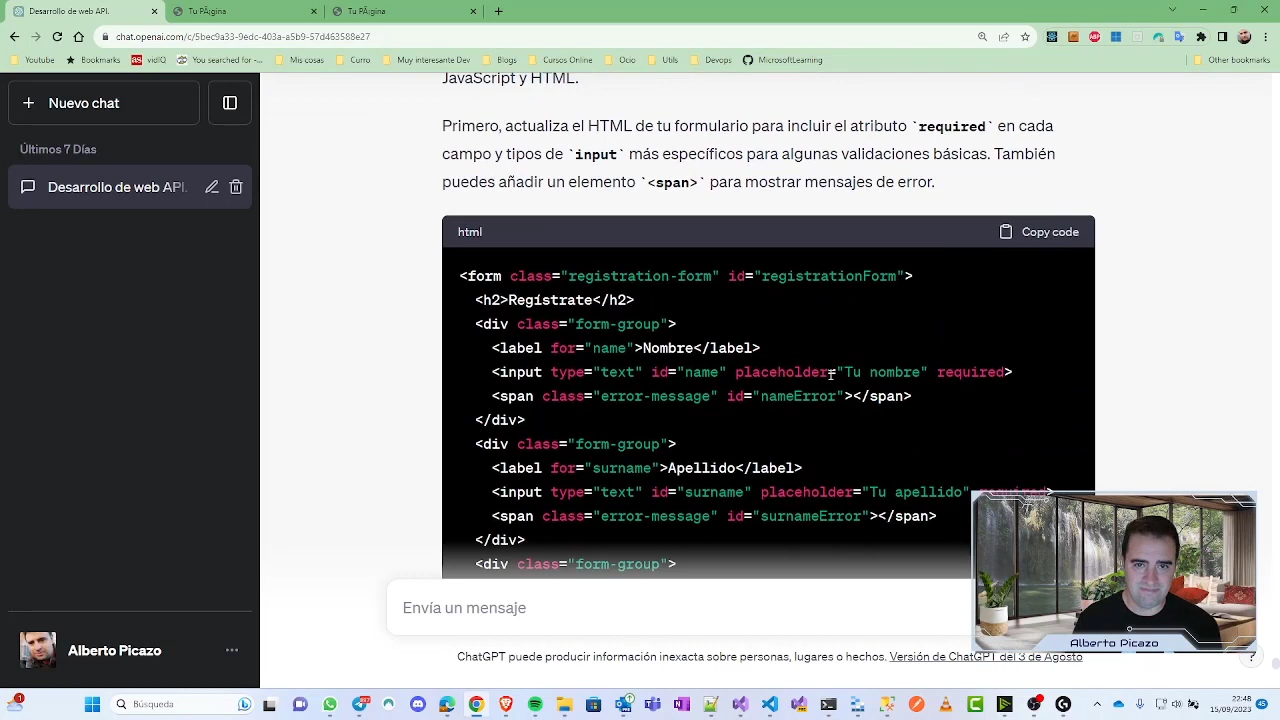 Desarrollo de web API.
Tu PÃ¡gina
Tu PÃ¡gina
chat.openai.com/c/5bec9a33-9edc-403a-a5b9-57d463588e27
Youtube
Bookmarks
vidIQ
You searched for –...
Mis cosas
Curro
Muy interesante Dev
Blogs
Cursos Online
Ocio
Utils
Devops
MicrosoftLearning
Other bookmarks
Nuevo chat
Últimos 7 Días
Desarrollo de web API.
JavaScript y HTML.
Primero, actualiza el HTML de tu formulario para incluir el atributo `required` en cada
campo y tipos de `input` más específicos para algunas validaciones básicas. También
puedes añadir un elemento `<span>` para mostrar mensajes de error.
html
Copy code
<form class="registration-form" id="registrationForm">
<h2>Regístrate</h2>
<div class="form-group">
<label for="name">Nombre</label>
<input type="text" id="name" placeholder="Tu nombre" required>
<span class="error-message" id="nameError"></span>
</div>
<div class="form-group">
<label for="surname">Apellido</label>
<input type="text" id="surname" placeholder="Tu apellido" required>
<span class="error-message" id="surnameError"></span>
</div>
<div class="form-group">
Envía un mensaje
ChatGPT puede producir información inexacta sobre personas, lugares o hechos. Versión de ChatGPT del 3 de Agosto
?
Alberto Picazo
Alberto Picazo
Búsqueda
22:48
15/09/2023